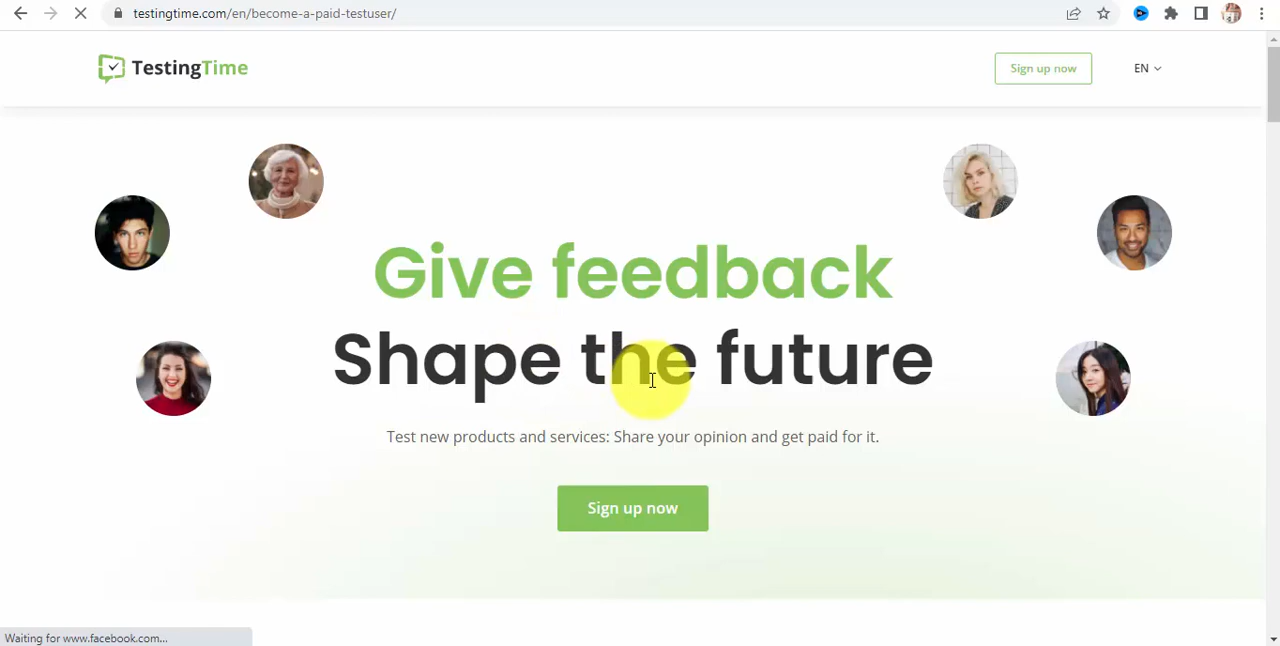 testingtime.com/en/become-a-paid-testuser/
TestingTime
Sign up now
EN
Give feedback
Shape the future
Test new products and services: Share your opinion and get paid for it.
Sign up now
Waiting for www.facebook.com...